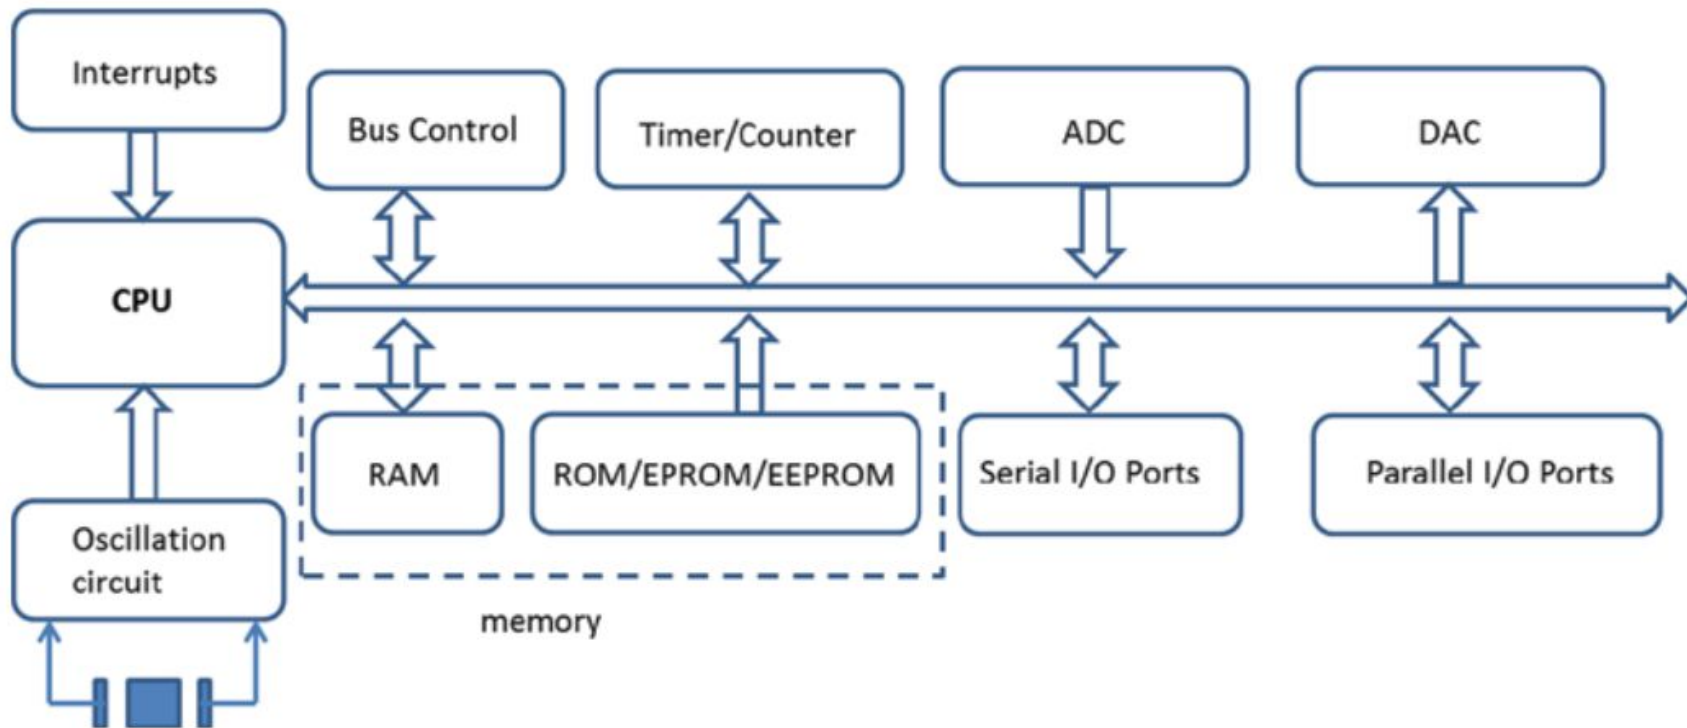 Interrupts
Bus Control
Timer/Counter
ADC
DAC
CPU
RAM
ROM/EPROM/EEPROM
Serial I/O Ports
Parallel I/O Ports
Oscillation
circuit
memory